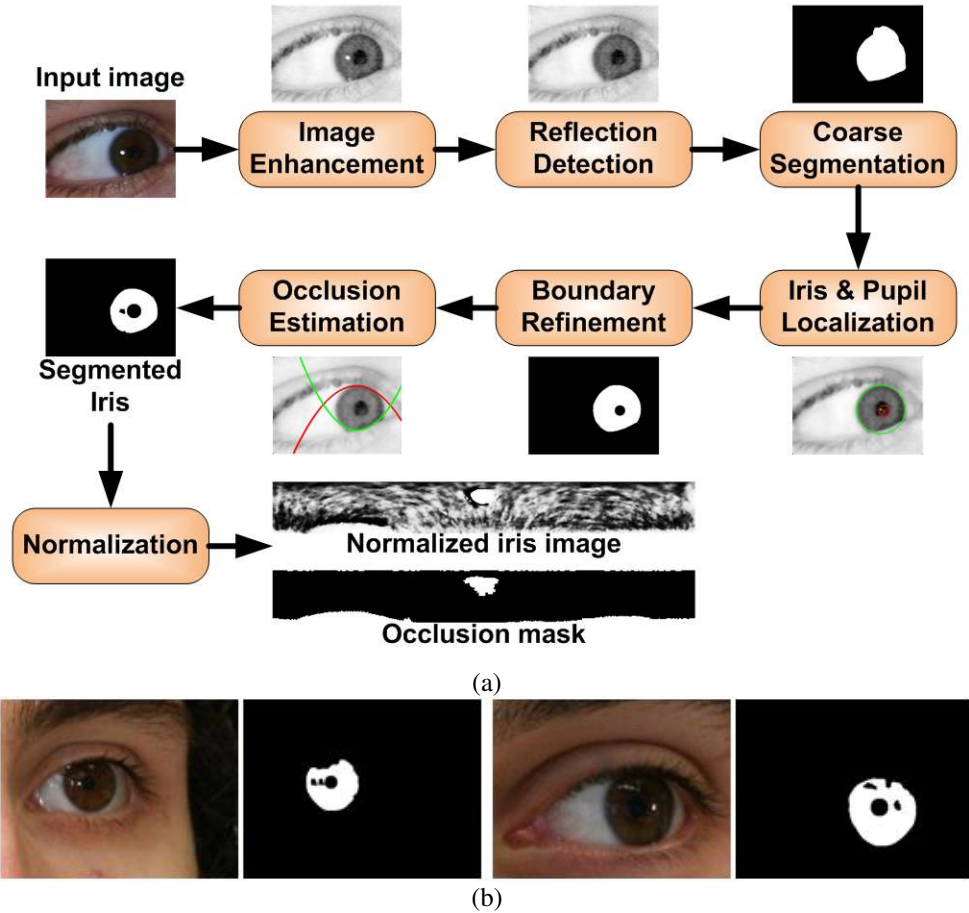 Input image
Image
Enhancement
Reflection
Detection
Coarse
Segmentation
Occlusion
Estimation
Boundary
Refinement
Iris & Pupil
Localization
Segmented
Iris
Normalization
Normalized iris image
Occlusion mask
(a)
(b)